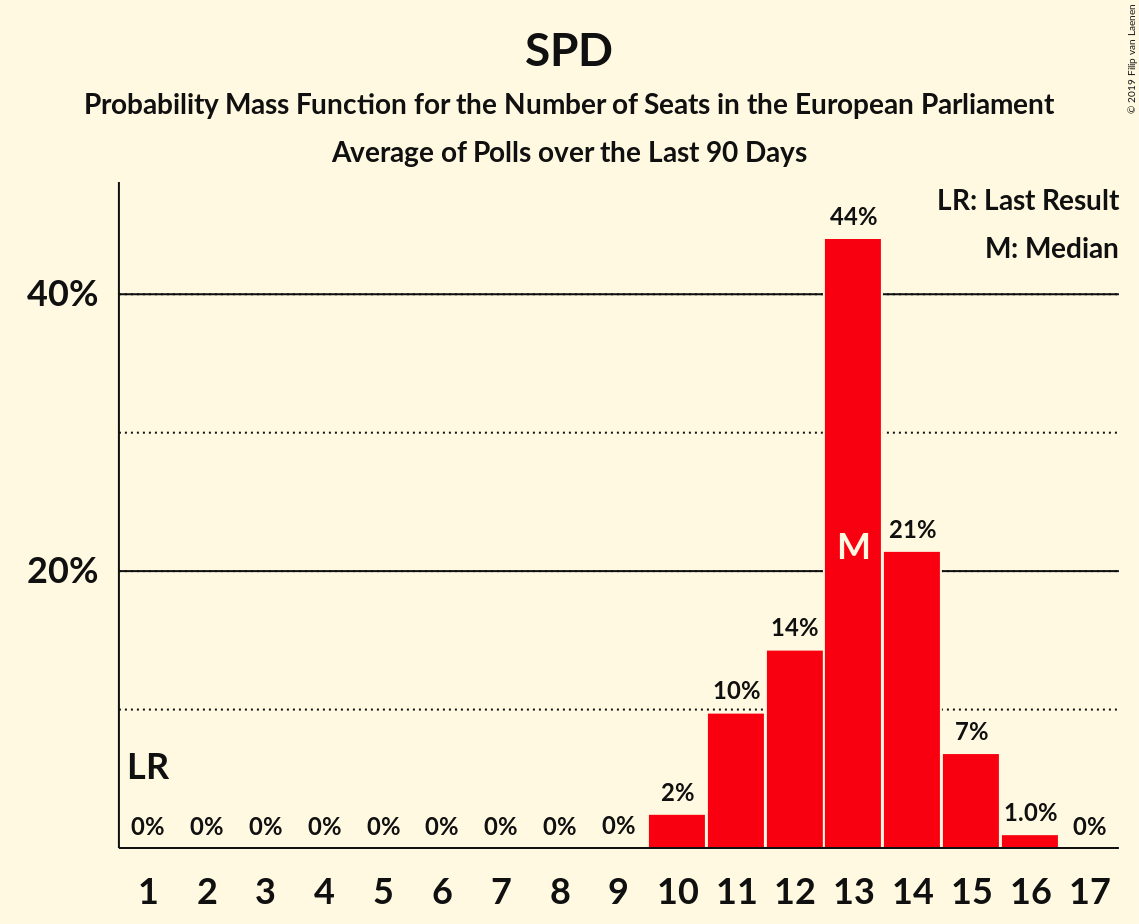 SPD
Probability Mass Function for the Number of Seats in the European Parliament
Average of Polls over the Last 90 Days
© 2019 Filip van Laenen
LR: Last Result
M: Median
44%
40%
21%
M
20%
14%
10%
7%
LR
2%
1.0%
0% 0% 0% 0% 0% 0% 0% 0% 0% 0%
1 2 3 4 5 6 7 8 9 10 11 12 13 14 15 16 17